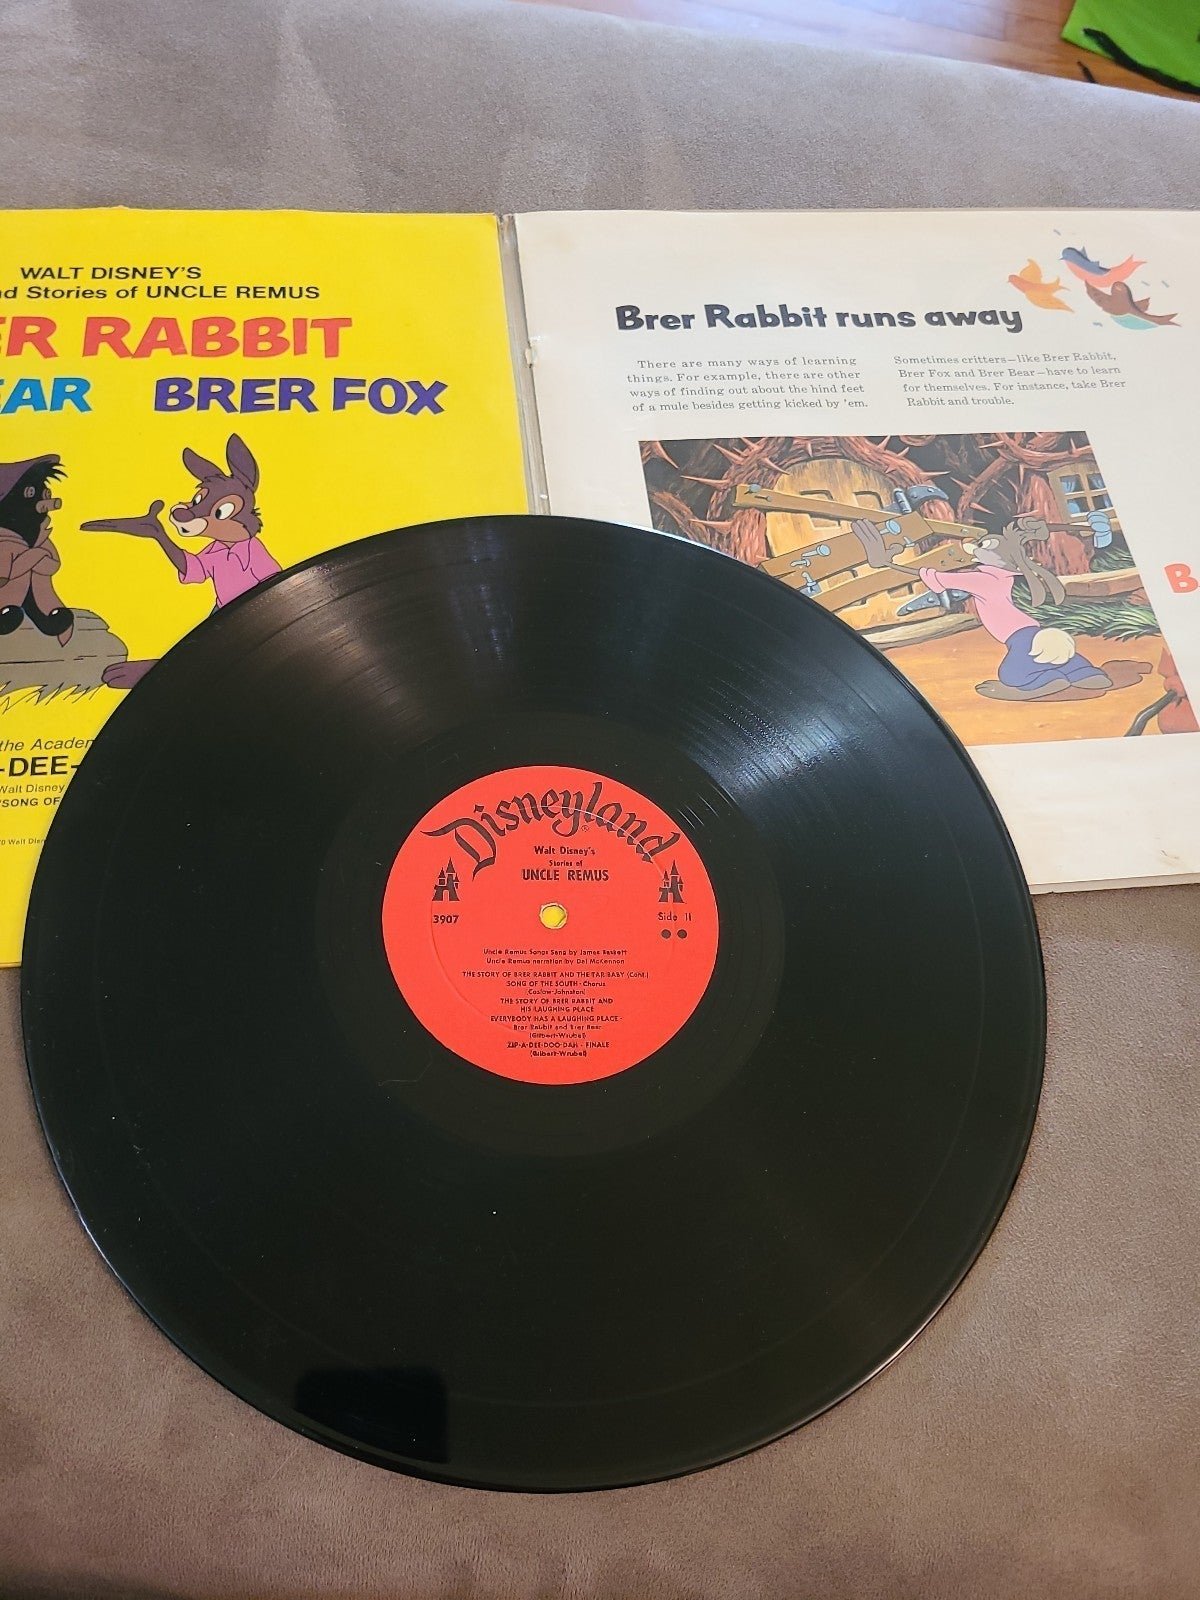 WALT DISNEY'S
Stories of UNCLE REMUS
RABBIT
BRER FOX
the
-DEE-
Walt Disney
SONG OF
Walt
Brer Rabbit runs away
There are many ways of learning
things. For example, there are other
ways of finding out about the hind feet
of a mule besides getting kicked by 'em.
Sometimes critters—like Brer Rabbit,
Brer Fox and Brer Bear—have to learn
for themselves. For instance, take Brer
Rabbit and trouble.
B
Disneyland
®
Walt Disney's
Stories of
UNCLE REMUS
3907
Side II
Uncle Remus Songs Sung by James Baskett
Uncle Remus narration by Dal McKennon
THE STORY OF BRER RABBIT AND THE TAR BABY (Cont.)
SONG OF THE SOUTH - Chorus
(Coslow-Johnston)
THE STORY OF BRER RABBIT AND
HIS LAUGHING PLACE
EVERYBODY HAS A LAUGHING PLACE -
Brer Rabbit and Brer Bear
(Gilbert-Wrubel)
ZIP-A-DEE-DOO-DAH - FINALE
(Gilbert-Wrubel)